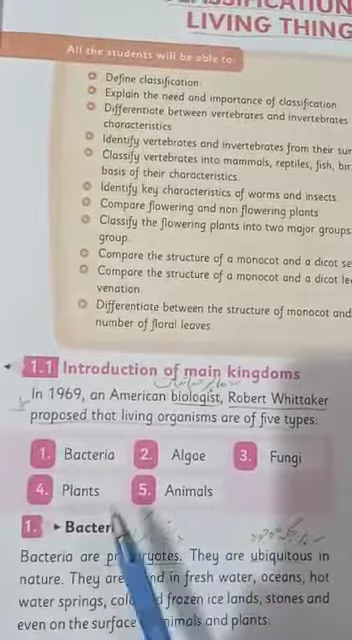 LIVING THING
All the students will be able to:
Define classification
Explain the need and importance of classification
Differentiate between vertebrates and invertebrates
characteristics
Identify vertebrates and invertebrates from their sur
Classify vertebrates into mammals, reptiles, fish, bir
basis of their characteristics.
Identify key characteristics of worms and insects.
Compare flowering and non flowering plants
Classify the flowering plants into two major groups
group.
Compare the structure of a monocot and a dicot se
Compare the structure of a monocot and a dicot le
venation.
Differentiate between the structure of monocot and
number of floral leaves.
1.1 Introduction of main kingdoms
In 1969, an American biologist, Robert Whittaker
proposed that living organisms are of five types:
1. Bacteria 2. Algae 3. Fungi
4. Plants 5. Animals
1. Bacteri
Bacteria are pr ryotes. They are ubiquitous in
nature. They are nd in fresh water, oceans, hot
water springs, col d frozen ice lands, stones and
even on the surface nimals and plants.